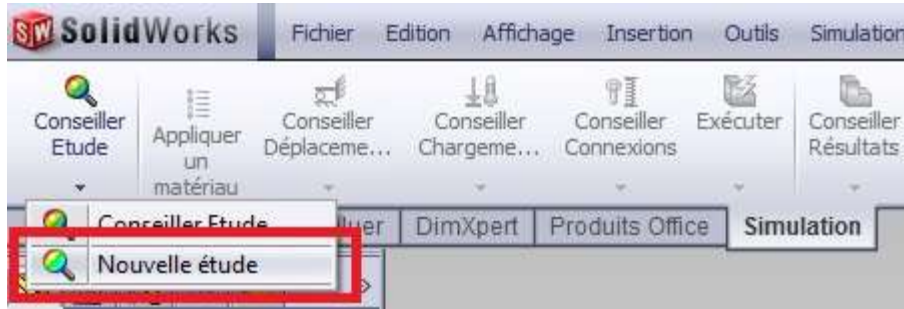 SolidWorks Fichier Edition Affichage Insertion Outils Simulation
Conseiller Conseiller Conseiller Conseiller Exécuter Conseiller
Etude Appliquer Déplaceme... Chargeme... Connexions Résultats
un
matériau
Conseiller Etude DimXpert Produits Office Simulation
Nouvelle étude